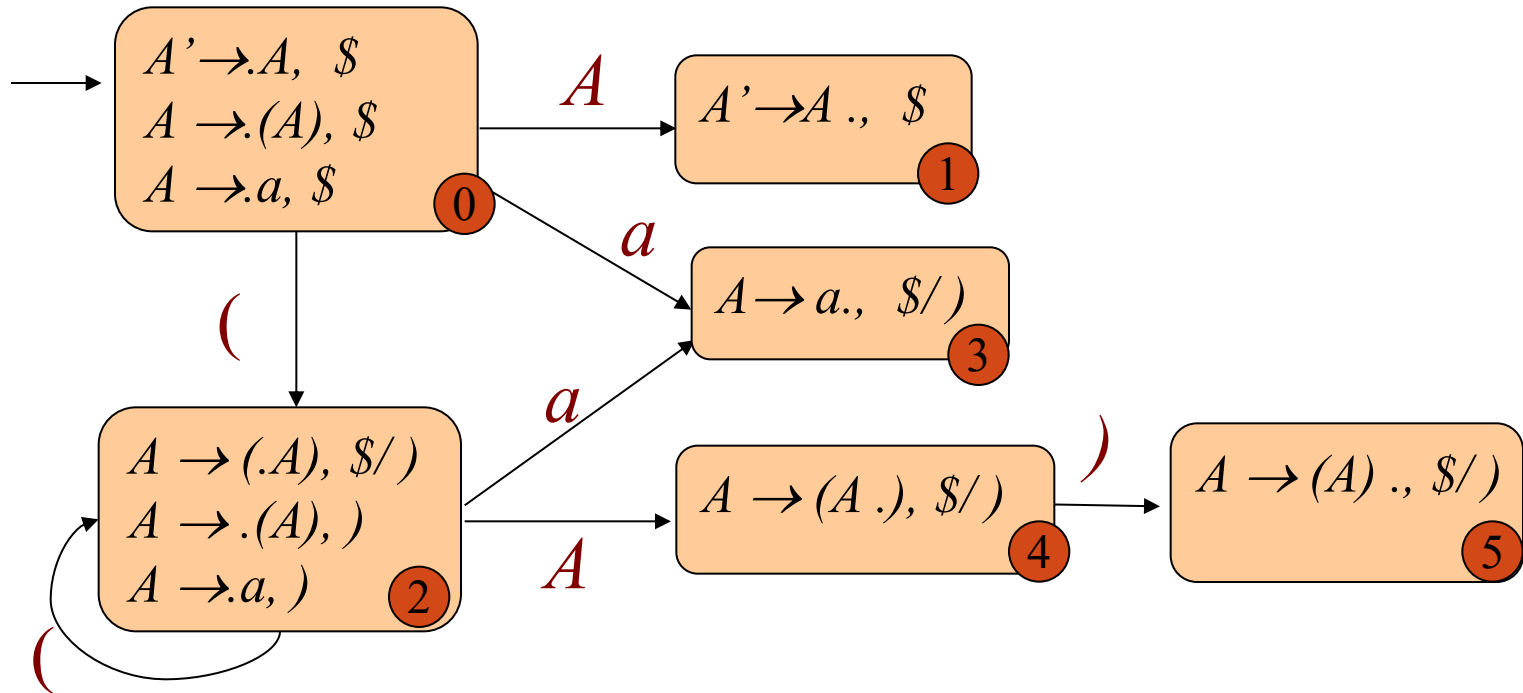 A’→.A, $
A →.(A), $
A →.a, $
0
A
A’→A ., $
1
a
A→ a., $/ )
3
(
a
A →(.A), $/ )
A →.(A), )
A →.a, )
2
(
A
A →(A .), $/ )
4
)
A →(A) ., $/ )
5